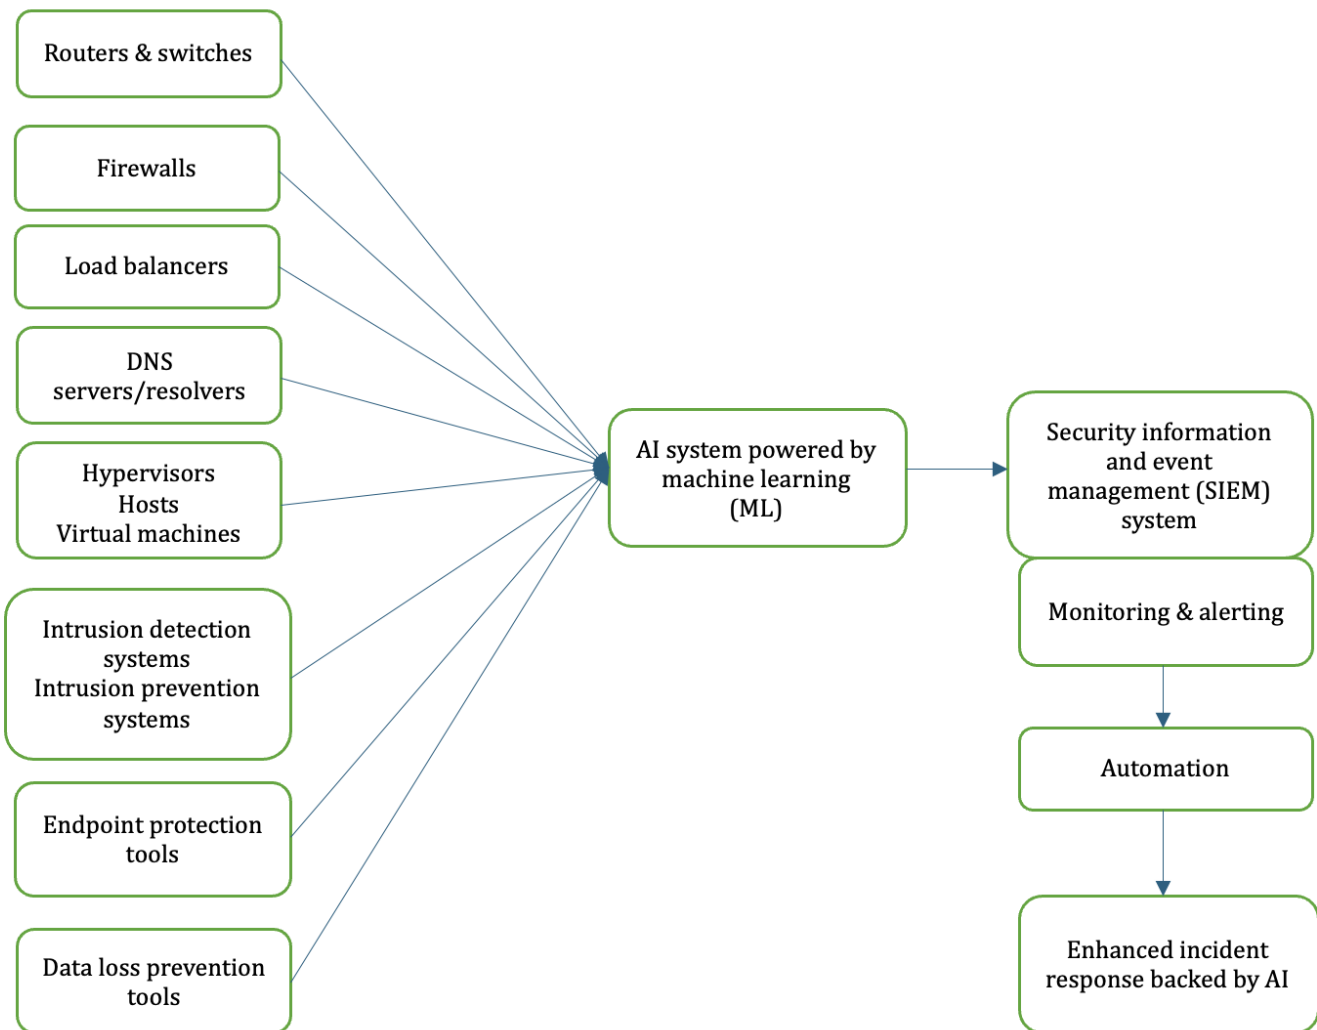 Routers & switches
Firewalls
Load balancers
DNS
servers/resolvers
Hypervisors
Hosts
Virtual machines
Intrusion detection
systems
Intrusion prevention
systems
Endpoint protection
tools
Data loss prevention
tools
AI system powered by
machine learning
(ML)
Security information
and event
management (SIEM)
system
Monitoring & alerting
Automation
Enhanced incident
response backed by AI